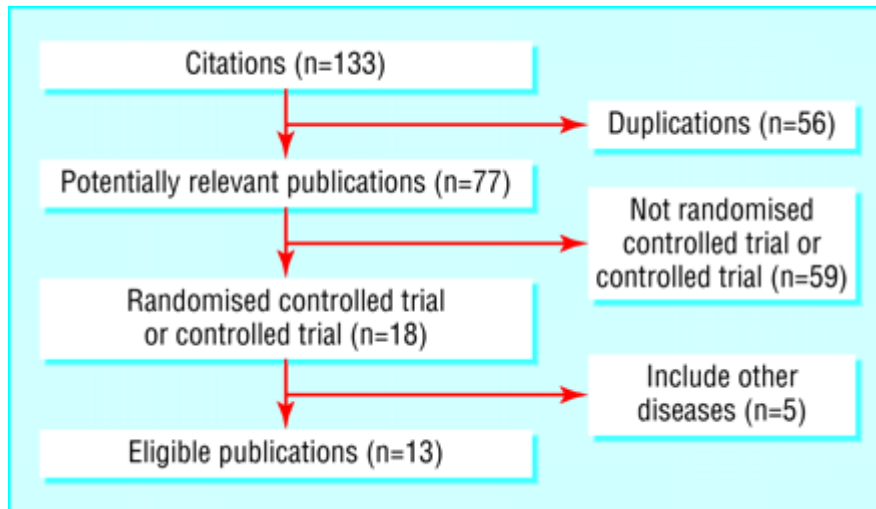 Citations (n=133)
Duplications (n=56)
Potentially relevant publications (n=77)
Not randomised
controlled trial or
controlled trial (n=59)
Randomised controlled trial
or controlled trial (n=18)
Include other
diseases (n=5)
Eligible publications (n=13)